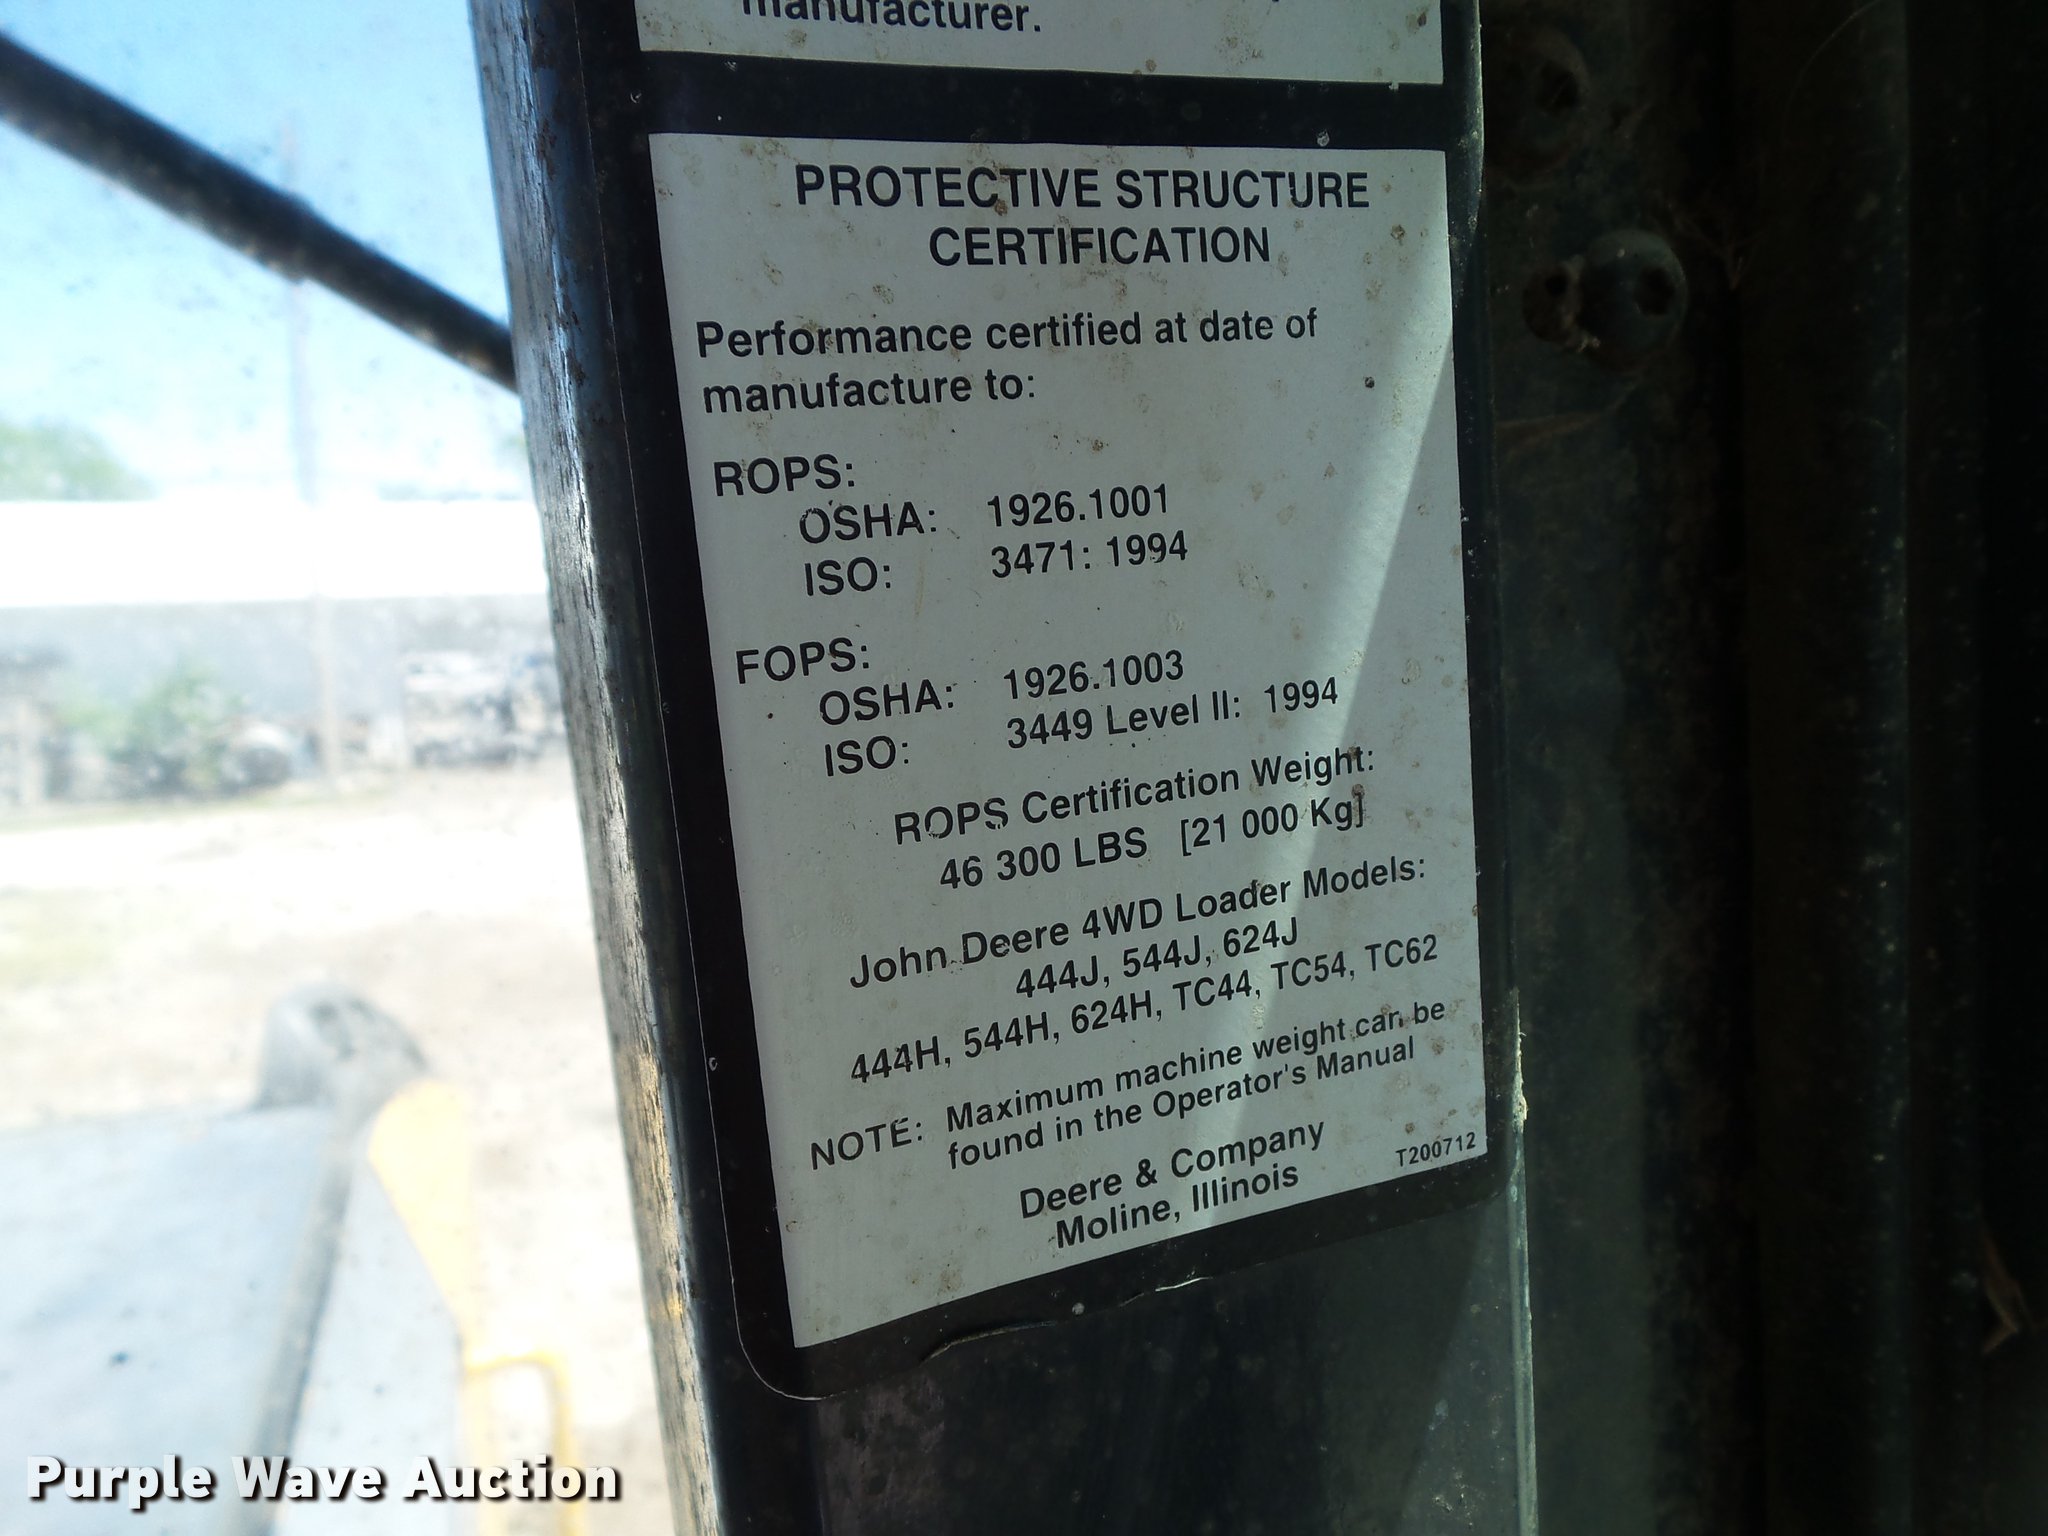 manufacturer.
PROTECTIVE STRUCTURE
CERTIFICATION
Performance certified at date of
manufacture to:
ROPS:
OSHA: 1926.1001
ISO: 3471: 1994
FOPS:
OSHA: 1926.1003
ISO: 3449 Level II: 1994
ROPS Certification Weight:
46 300 LBS [21 000 Kg]
John Deere 4WD Loader Models:
444J, 544J, 624J
444H, 544H, 624H, TC44, TC54, TC62
NOTE: Maximum machine weight can be
found in the Operator's Manual
Deere & Company
Moline, Illinois
T200712
Purple Wave Auction